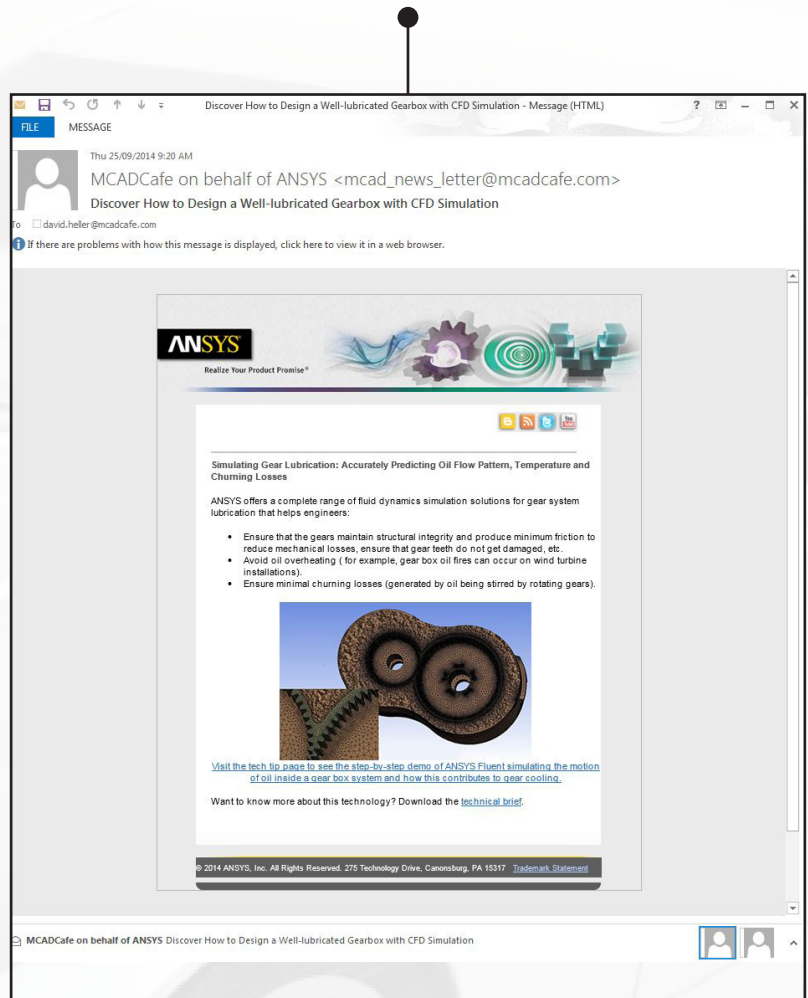 Discover How to Design a Well-lubricated Gearbox with CFD Simulation - Message (HTML)
FILE MESSAGE
Thu 25/09/2014 9:20 AM
MCADCafe on behalf of ANSYS <mcad_news_letter@mcadcafe.com>
Discover How to Design a Well-lubricated Gearbox with CFD Simulation
To david.heller@mcadcafe.com
If there are problems with how this message is displayed, click here to view it in a web browser.
ANSYS®
Realize Your Product Promise®
You Tube
Simulating Gear Lubrication: Accurately Predicting Oil Flow Pattern, Temperature and
Churning Losses
ANSYS offers a complete range of fluid dynamics simulation solutions for gear system
lubrication that helps engineers:
• Ensure that the gears maintain structural integrity and produce minimum friction to
reduce mechanical losses, ensure that gear teeth do not get damaged, etc.
• Avoid oil overheating ( for example, gear box oil fires can occur on wind turbine
installations).
• Ensure minimal churning losses (generated by oil being stirred by rotating gears).
Visit the tech tip page to see the step-by-step demo of ANSYS Fluent simulating the motion
of oil inside a gear box system and how this contributes to gear cooling.
Want to know more about this technology? Download the technical brief.
© 2014 ANSYS, Inc. All Rights Reserved. 275 Technology Drive, Canonsburg, PA 15317 Trademark Statement
MCADCafe on behalf of ANSYS Discover How to Design a Well-lubricated Gearbox with CFD Simulation